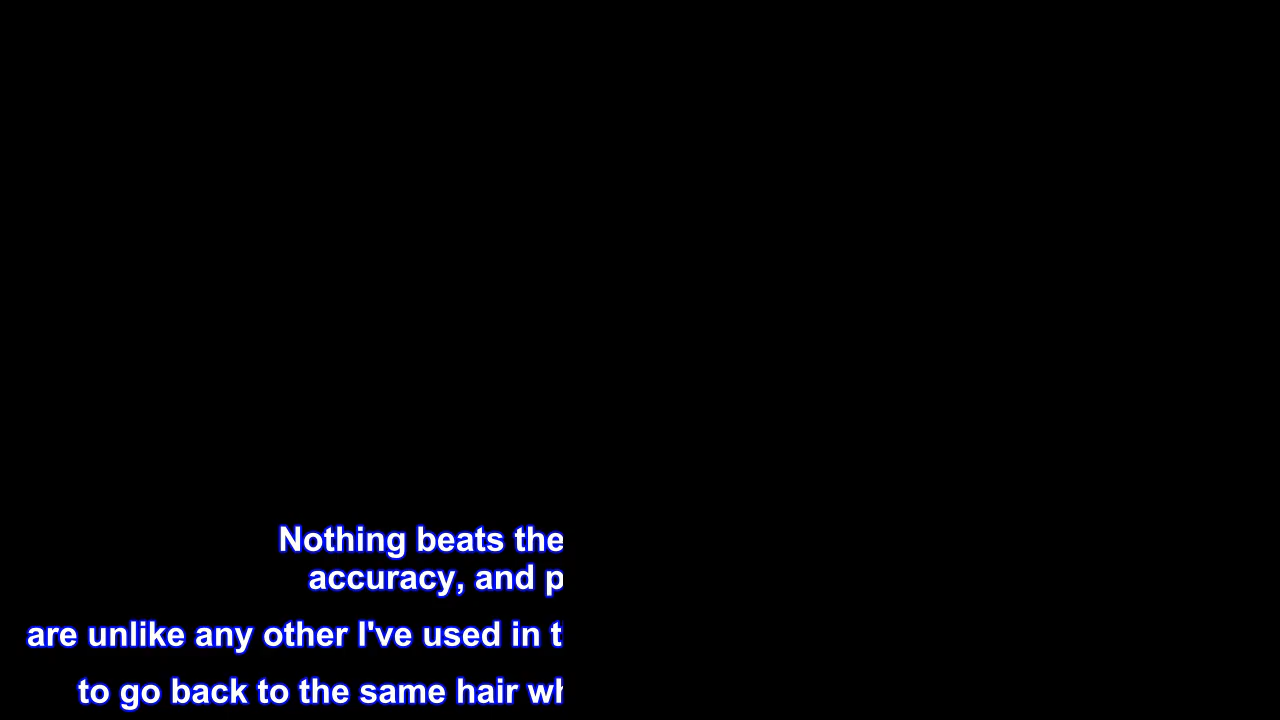 Nothing beats the
accuracy, and
are unlike any other I've used in
to go back to the same hair